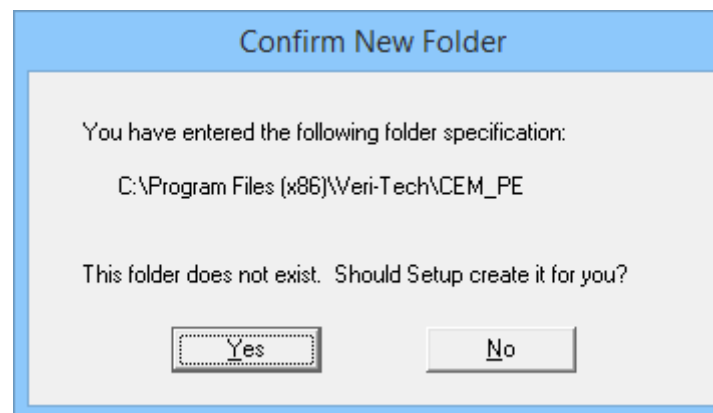 Confirm New Folder
You have entered the following folder specification:
C:\Program Files (x86)\Veri-Tech\CEM_PE
This folder does not exist.  Should Setup create it for you?
Yes
No